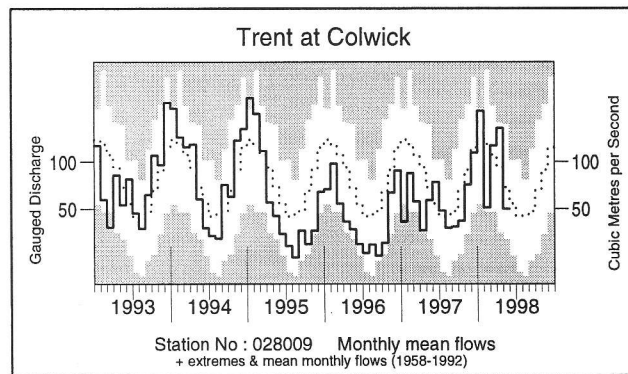 Trent at Colwick
Gauged Discharge
100
50
100
50
Cubic Metres per Second
1993 1994 1995 1996 1997 1998
Station No : 028009 Monthly mean flows
+ extremes & mean monthly flows (1958-1992)